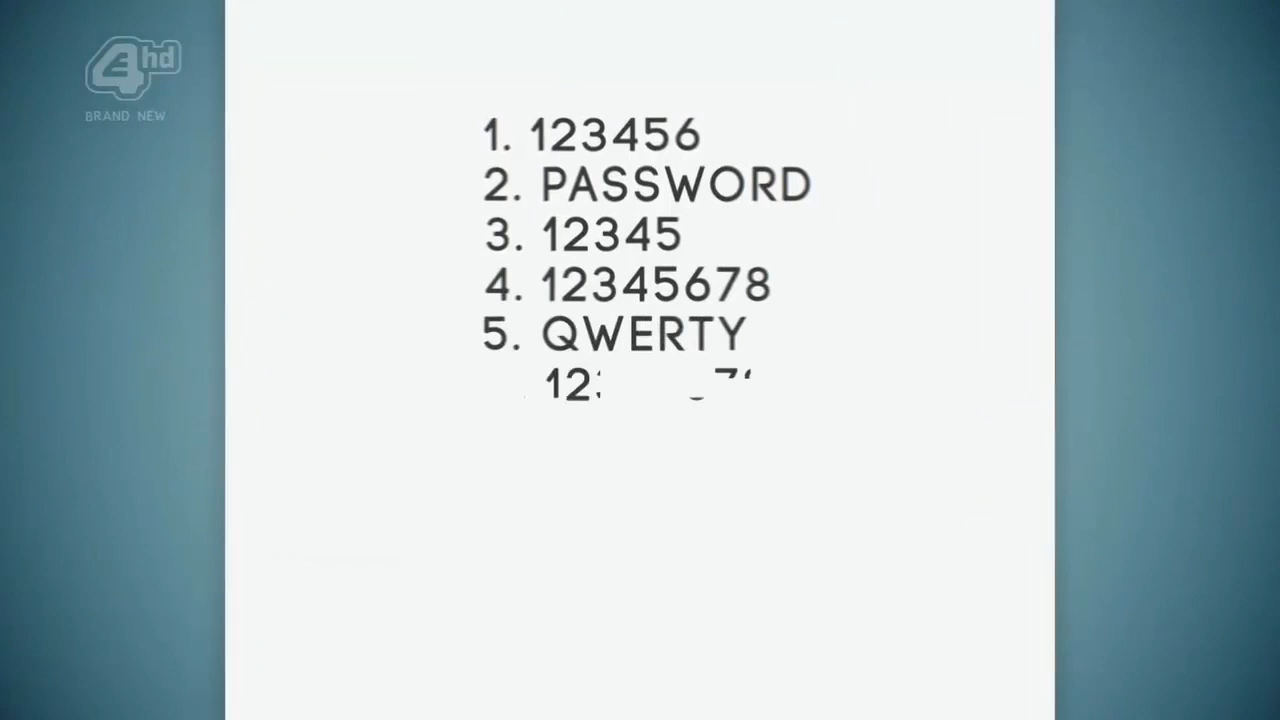 4hd
BRAND NEW
1. 123456
2. PASSWORD
3. 12345
4. 12345678
5. QWERTY